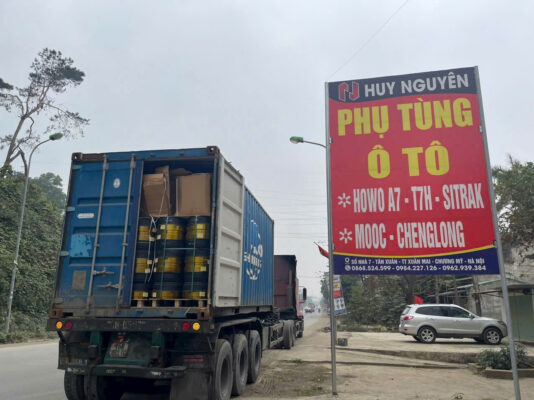 HUY NGUYÊN
PHỤ TÙNG
Ô TÔ
HOWO A7 - T7H - SITRAK
MOOC - CHENGLONG
SỐ NHÀ 7 - TÂN XUÂN - TT XUÂN MAI - CHƯƠNG MỸ - HÀ NỘI
0868.524.599 - 0984.227.126 - 0962.939.384